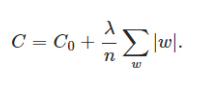 C = C₀ + λ/n ∑_w |w|.